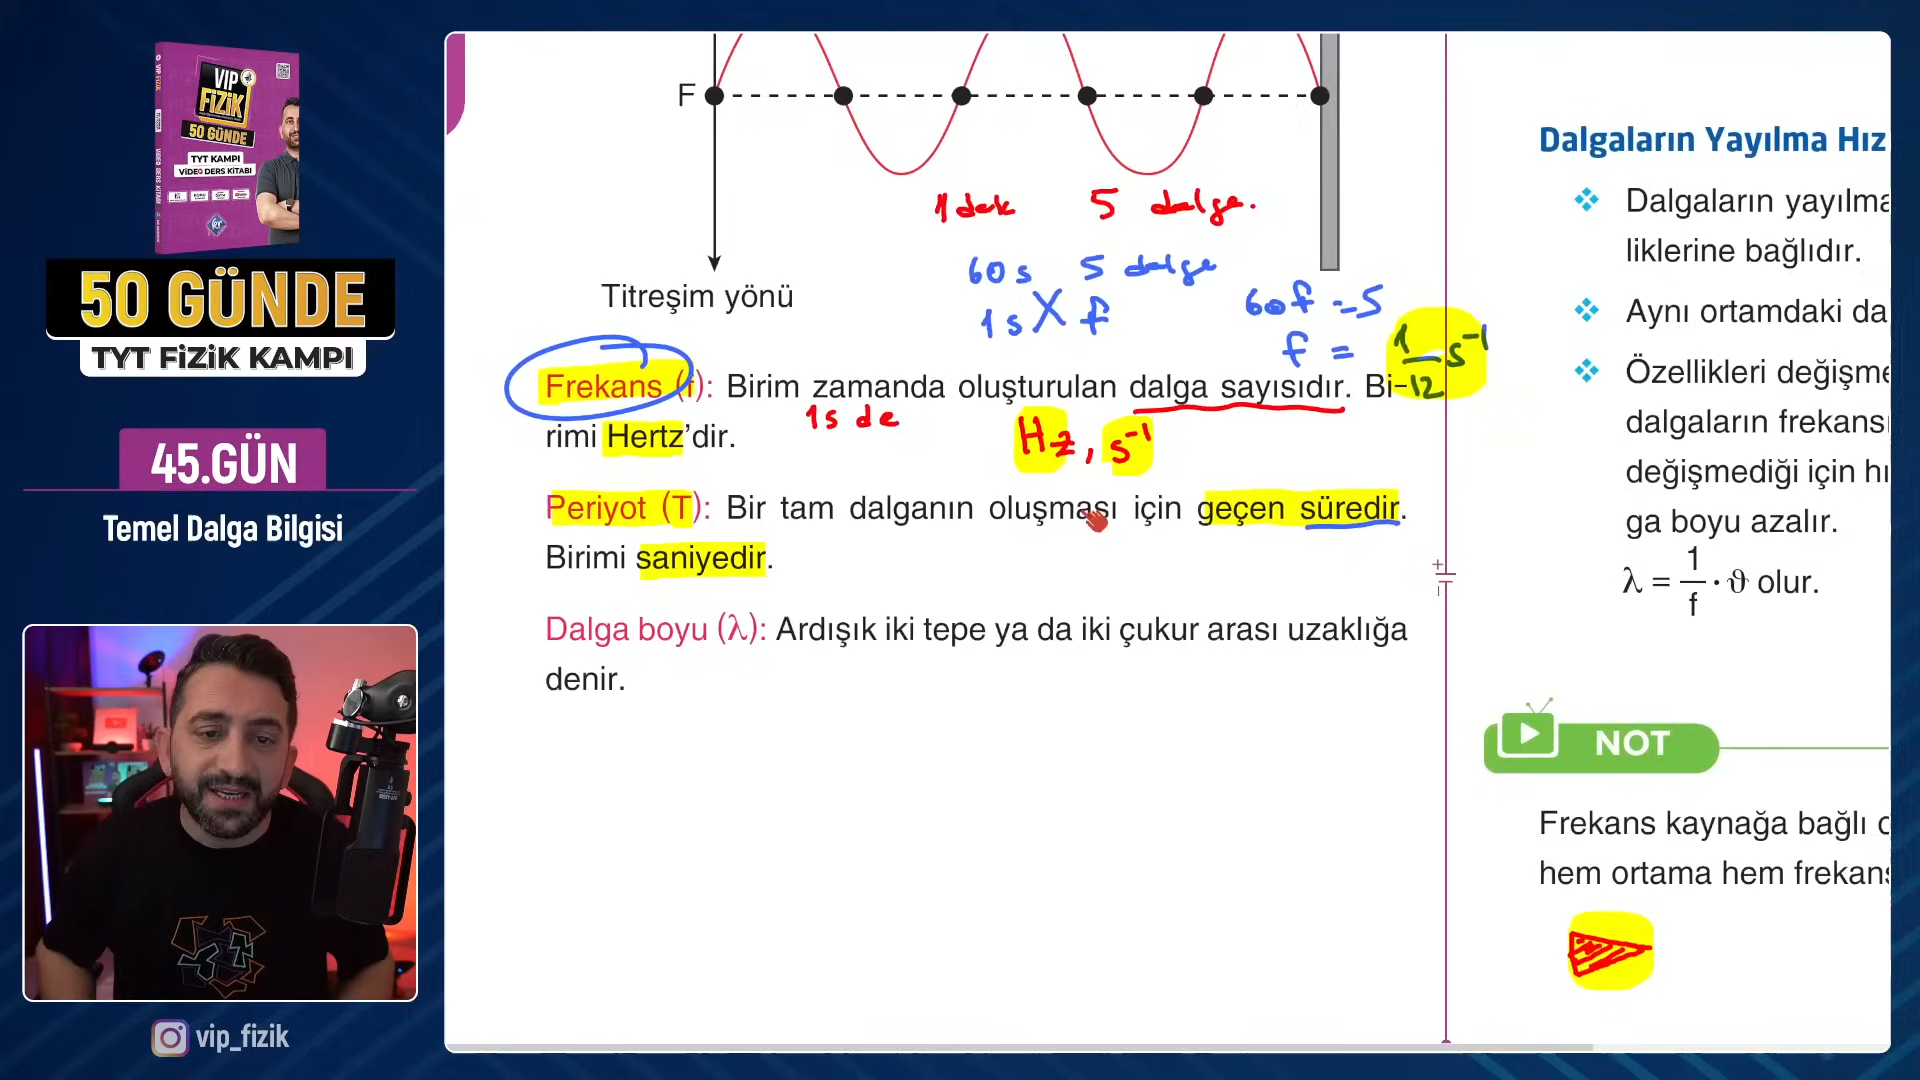 VIP
FİZİK
50 GÜNDE
TYT KAMPI
VİDEO DERS KİTABI
50 GÜNDE
TYT FİZİK KAMPI
45.GÜN
Temel Dalga Bilgisi
vip_fizik
F
1 dak 5 dalga.
60 s 5 dalga
1 s f
60f = 5
f = 1/12 s⁻¹
Titreşim yönü
Frekans (f): Birim zamanda oluşturulan dalga sayısıdır. Bi-
1s de
rimi Hertz'dir.
Hz, s⁻¹
Periyot (T): Bir tam dalganın oluşması için geçen süredir.
Birimi saniyedir.
Dalga boyu (λ): Ardışık iki tepe ya da iki çukur arası uzaklığa
denir.
Dalgaların Yayılma Hız
Dalgaların yayılma
liklerine bağlıdır.
Aynı ortamdaki da
Özellikleri değişme
dalgaların frekans
değişmediği için hı
ga boyu azalır.
λ = 1/f · ϑ olur.
NOT
Frekans kaynağa bağlı
hem ortama hem frekans